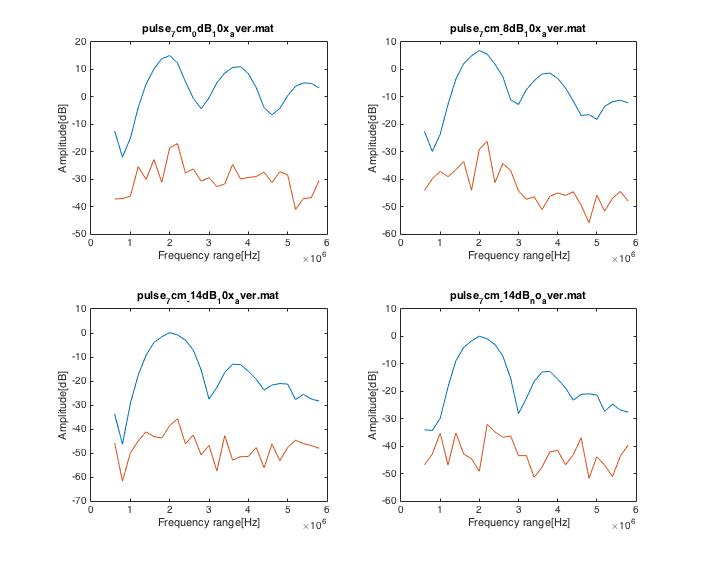 pulse7cm0dB10xaver.mat
20
10
0
-10
-20
-30
-40
-50
Amplitude[dB]
0 1 2 3 4 5 6
Frequency range[Hz]
×10^6
pulse7cm-8dB10xaver.mat
20
10
0
-10
-20
-30
-40
-50
-60
Amplitude[dB]
0 1 2 3 4 5 6
Frequency range[Hz]
×10^6
pulse7cm-14dB10xaver.mat
10
0
-10
-20
-30
-40
-50
-60
-70
Amplitude[dB]
0 1 2 3 4 5 6
Frequency range[Hz]
×10^6
pulse7cm-14dBnoaver.mat
10
0
-10
-20
-30
-40
-50
-60
Amplitude[dB]
0 1 2 3 4 5 6
Frequency range[Hz]
×10^6